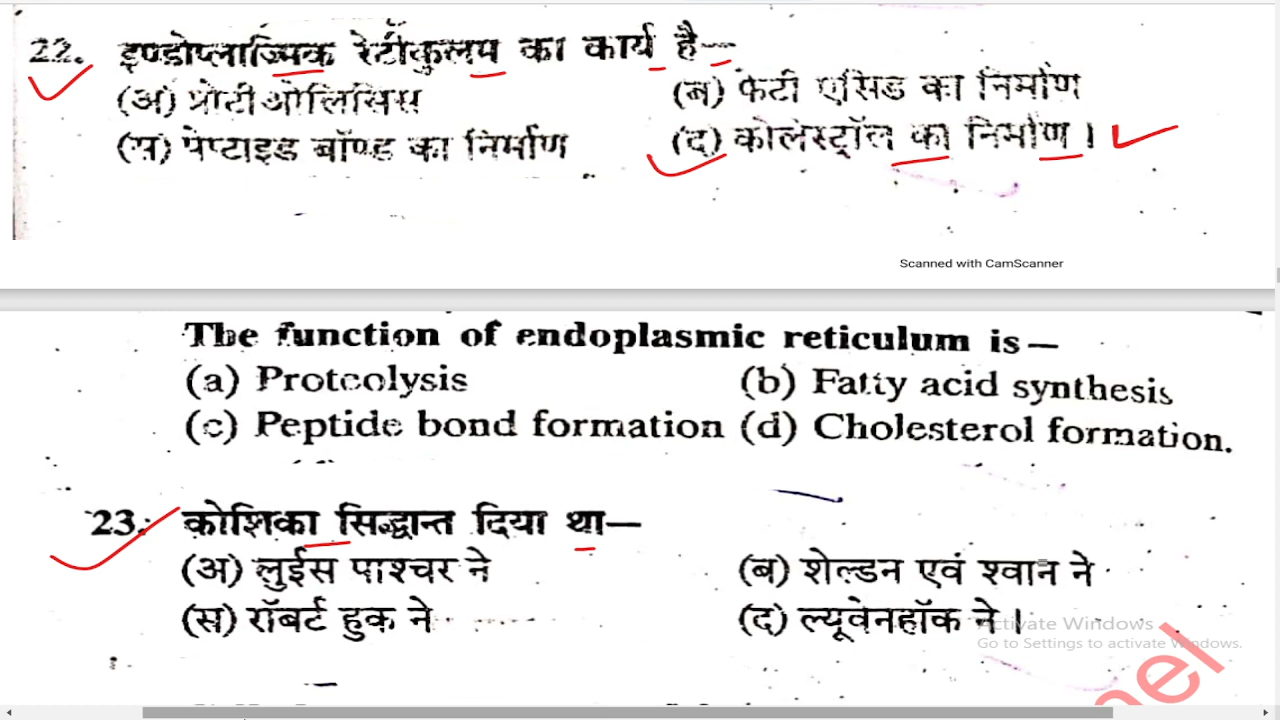 22. इण्डोप्लाज्मिक रेटीकुलम का कार्य है—
(अ) प्रोटीओलिसिस (ब) फेटी एसिड का निर्माण
(स) पेप्टाइड बॉण्ड का निर्माण (द) कोलेस्ट्रॉल का निर्माण।
Scanned with CamScanner
The function of endoplasmic reticulum is—
(a) Proteolysis (b) Fatty acid synthesis
(c) Peptide bond formation (d) Cholesterol formation.
23. कोशिका सिद्धान्त दिया था—
(अ) लुईस पाश्चर ने (ब) शेल्डन एवं श्वान ने
(स) रॉबर्ट हुक ने (द) ल्यूवेनहॉक ने।
Activate Windows
Go to Settings to activate Windows.